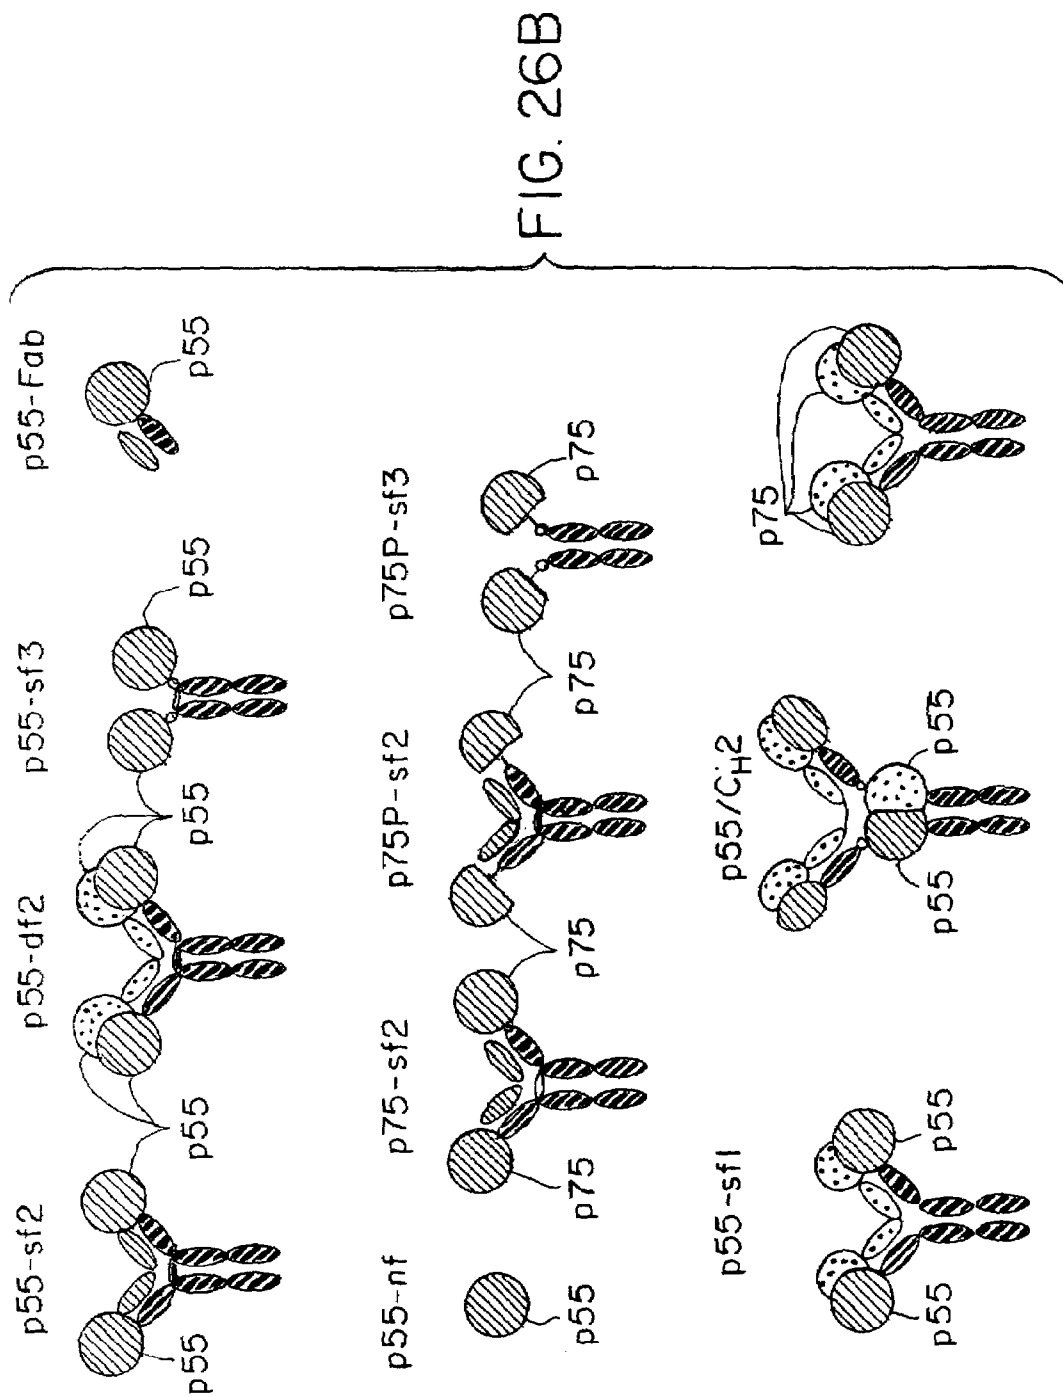 p55-sf2 p55-df2 p55-sf3 p55-Fab
p55 p55 p55 p55 p55
p55-nf p75-sf2 p75P-sf2 p75P-sf3
p55 p75 p75 p75 p75
p55-sf1 p55/CH2 p75
p55 p55 p55 p55
FIG. 26B